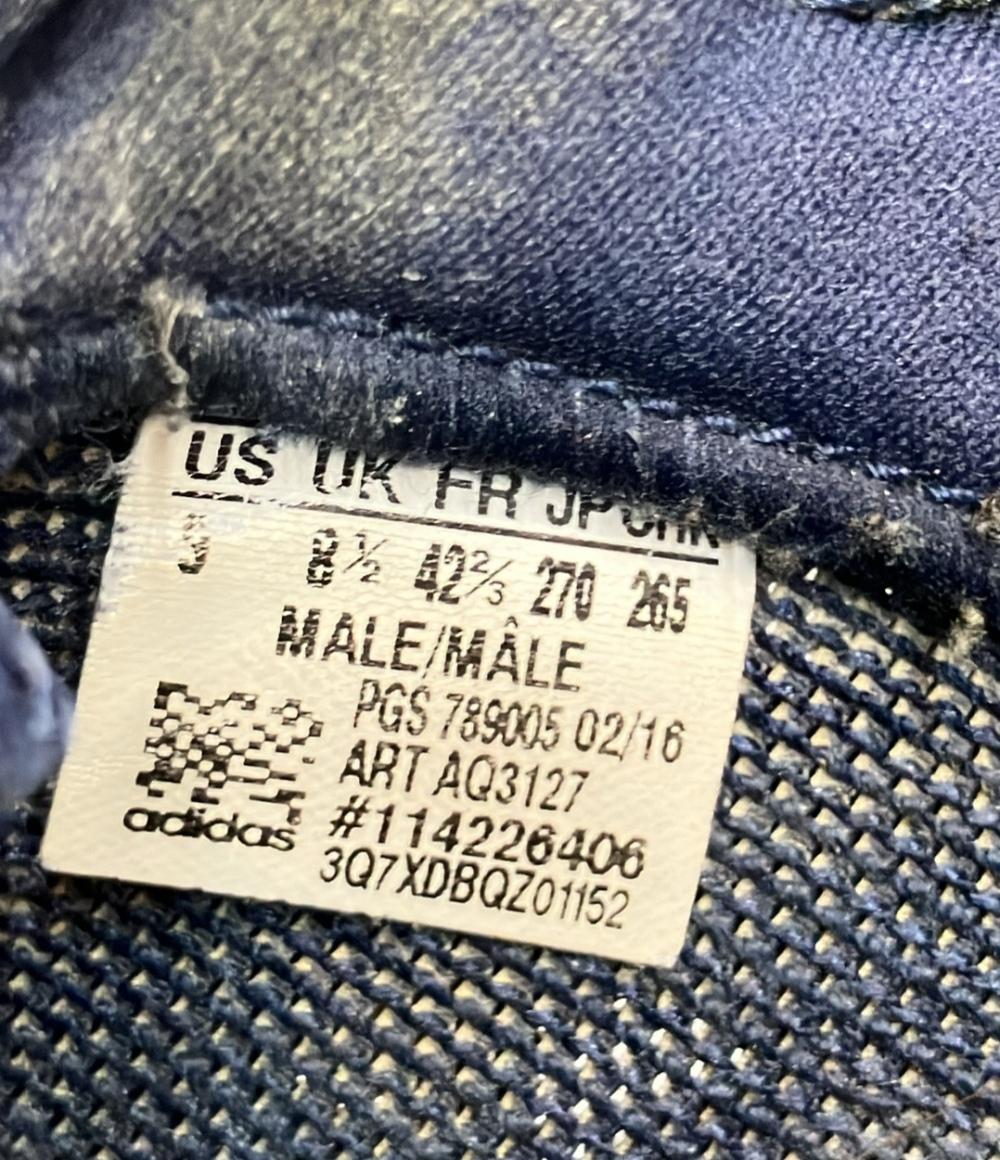 US UK FR JP CHN
8½ 42⅔ 270 265
MALE/MÂLE
PGS 789005 02/16
ART AQ3127
#114226406
adidas
3Q7XDBQZ01152